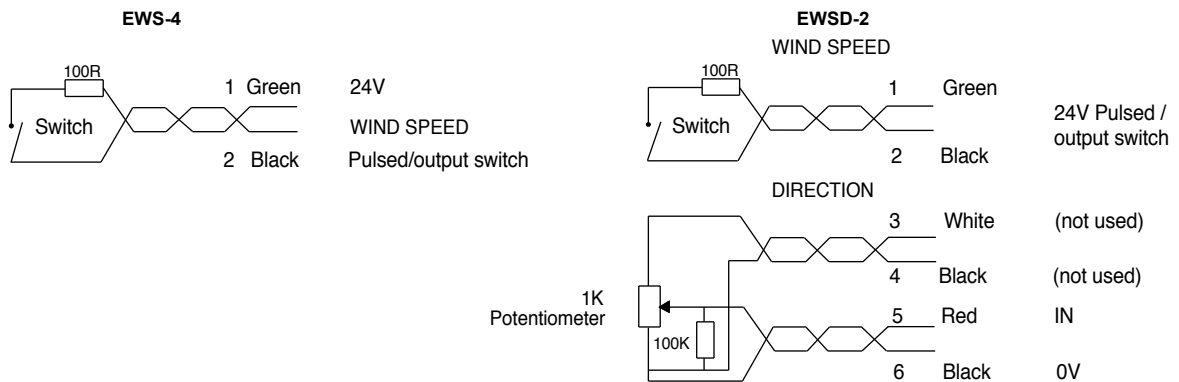 EWS-4
100R
1 Green 24V
Switch
WIND SPEED
2 Black Pulsed/output switch
EWSD-2
WIND SPEED
100R
1 Green
Switch
24V Pulsed /
output switch
2 Black
DIRECTION
3 White (not used)
4 Black (not used)
1K
Potentiometer
5 Red IN
100K
6 Black 0V